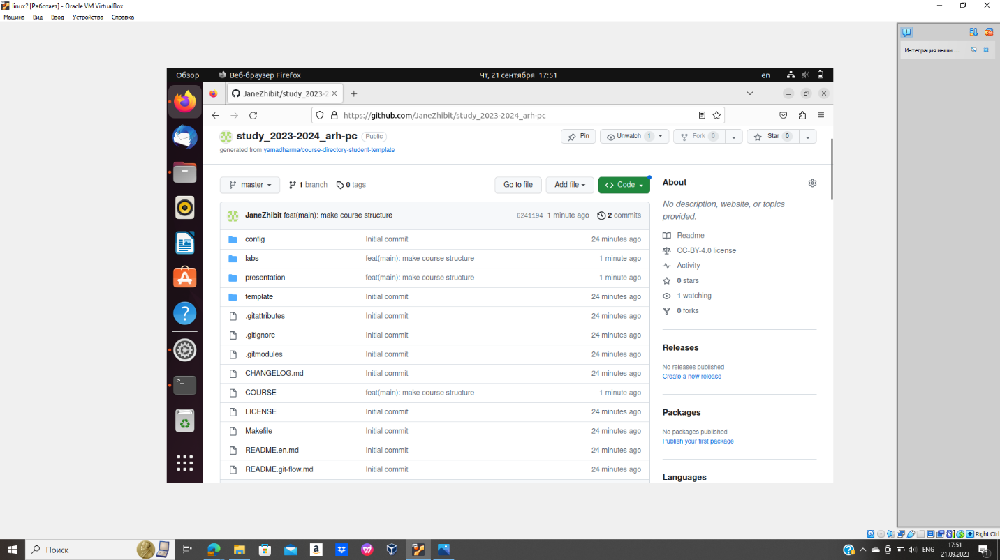 linux? [Работает] - Oracle VM VirtualBox
Машина Вид Ввод Устройства Справка
Интеграция мыши ...
Обзор Веб-браузер Firefox Чт, 21 сентября 17:51 en
JaneZhibit/study_2023-2
https://github.com/JaneZhibit/study_2023-2024_arh-pc
study_2023-2024_arh-pc Public Pin Unwatch 1 Fork 0 Star 0
generated from yamadharma/course-directory-student-template
master 1 branch 0 tags Go to file Add file Code
JaneZhibit feat(main): make course structure 6241194 1 minute ago 2 commits
config Initial commit 24 minutes ago
labs feat(main): make course structure 1 minute ago
presentation feat(main): make course structure 1 minute ago
template Initial commit 24 minutes ago
.gitattributes Initial commit 24 minutes ago
.gitignore Initial commit 24 minutes ago
.gitmodules Initial commit 24 minutes ago
CHANGELOG.md Initial commit 24 minutes ago
COURSE feat(main): make course structure 1 minute ago
LICENSE Initial commit 24 minutes ago
Makefile Initial commit 24 minutes ago
README.en.md Initial commit 24 minutes ago
README.git-flow.md Initial commit 24 minutes ago
About
No description, website, or topics
provided.
Readme
CC-BY-4.0 license
Activity
0 stars
1 watching
0 forks
Releases
No releases published
Create a new release
Packages
No packages published
Publish your first package
Languages
Right Ctrl
Поиск
ENG
17:51
21.09.2023
1